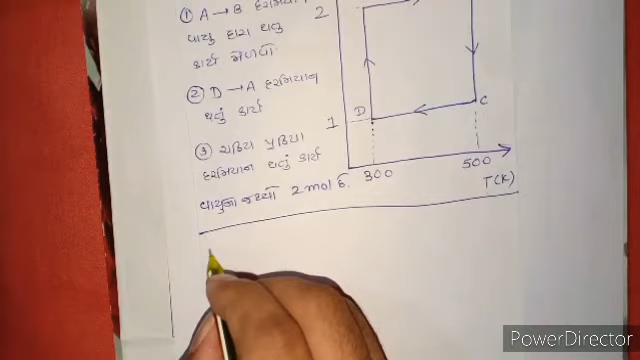 ① A → B દરમિયાન
વાયુ દ્વારા થતુ
કાર્ય મેળવો
② D → A દરમિયાન
થતું કાર્ય
③ ચક્રિય પ્રક્રિયા
દરમિયાન થતું કાર્ય
વાયુનો જથ્થો 2 mol છે.
2
1
D
C
300
500
T(K)
PowerDirector